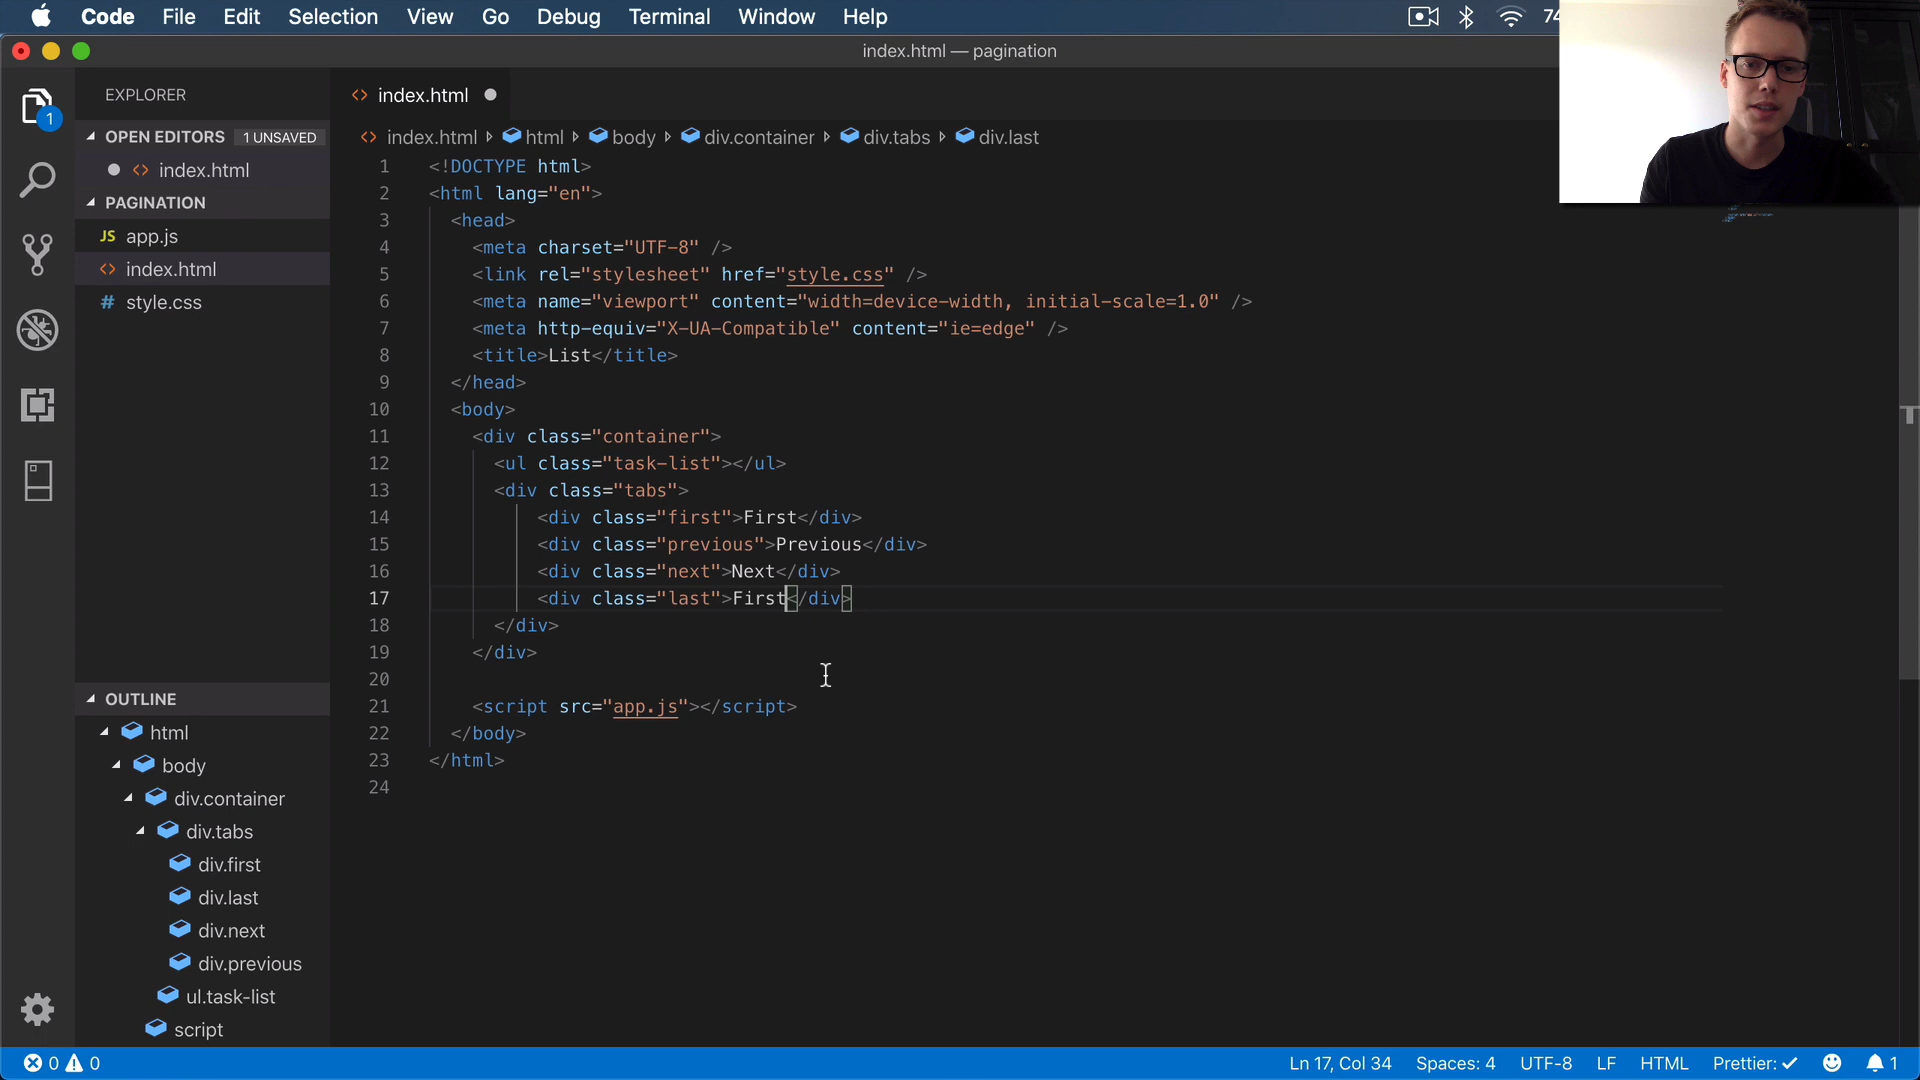 Code File Edit Selection View Go Debug Terminal Window Help
index.html — pagination
EXPLORER
OPEN EDITORS 1 UNSAVED
index.html
PAGINATION
JS app.js
index.html
# style.css
OUTLINE
html
body
div.container
div.tabs
div.first
div.last
div.next
div.previous
ul.task-list
script
1
index.html
index.html html body div.container div.tabs div.last
1 <!DOCTYPE html>
2 <html lang="en">
3 <head>
4 <meta charset="UTF-8" />
5 <link rel="stylesheet" href="style.css" />
6 <meta name="viewport" content="width=device-width, initial-scale=1.0" />
7 <meta http-equiv="X-UA-Compatible" content="ie=edge" />
8 <title>List</title>
9 </head>
10 <body>
11 <div class="container">
12 <ul class="task-list"></ul>
13 <div class="tabs">
14 <div class="first">First</div>
15 <div class="previous">Previous</div>
16 <div class="next">Next</div>
17 <div class="last">First</div>
18 </div>
19 </div>
20
21 <script src="app.js"></script>
22 </body>
23 </html>
24
0 0 Ln 17, Col 34 Spaces: 4 UTF-8 LF HTML Prettier: ✓ 1